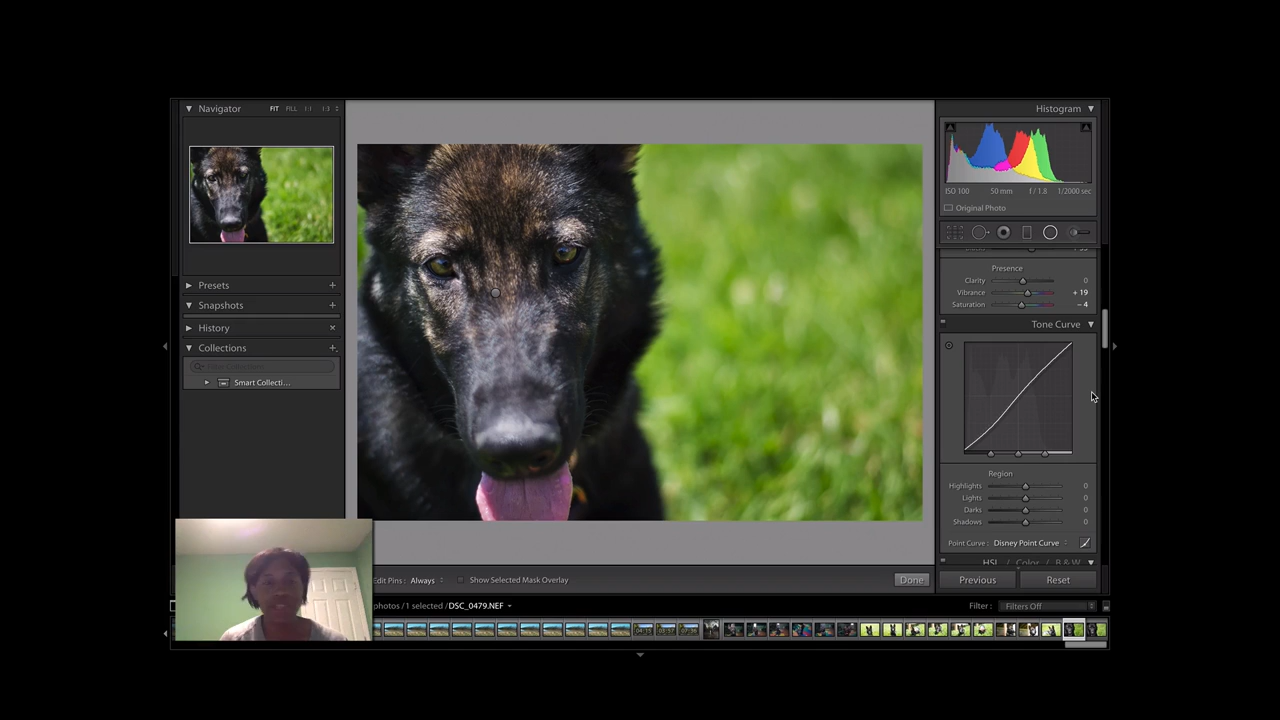 Navigator FIT FILL 1:1 3:1
Histogram
ISO 100 50 mm f / 1.8 1/2000 sec
Original Photo
Presence
Clarity 0
Vibrance + 19
Saturation – 4
Tone Curve
Presets
Snapshots
History
Collections
Smart Collecti...
Region
Highlights 0
Lights 0
Darks 0
Shadows 0
Point Curve : Disney Point Curve
HSL / Color / B & W
Edit Pins : Always Show Selected Mask Overlay Done
Previous Reset
photos / 1 selected / DSC_0479.NEF
Filter : Filters Off